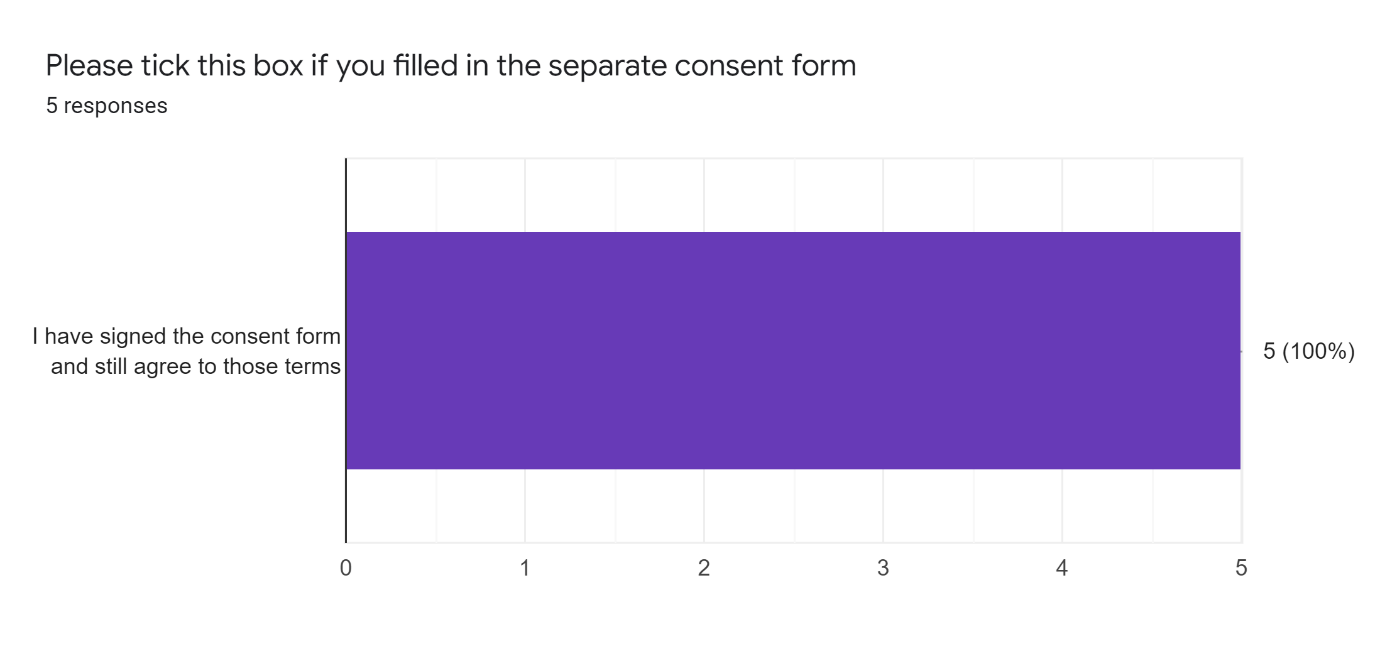 Please tick this box if you filled in the separate consent form
5 responses
I have signed the consent form
and still agree to those terms
5 (100%)
0 1 2 3 4 5